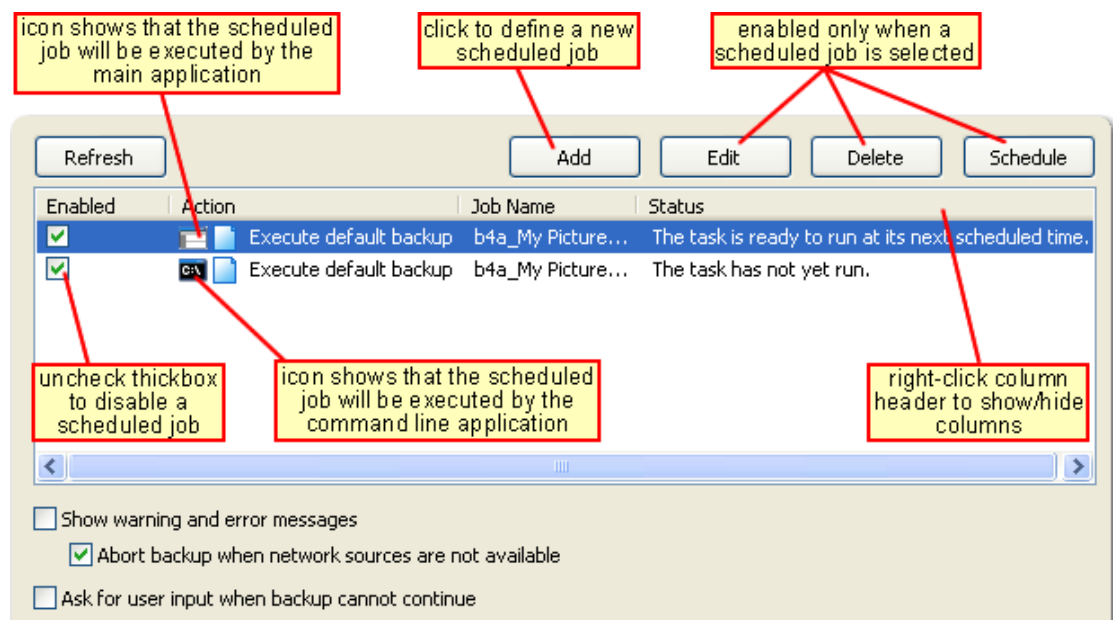 icon shows that the scheduled
job will be executed by the
main application
click to define a new
scheduled job
enabled only when a
scheduled job is selected
Refresh
Add
Edit
Delete
Schedule
Enabled
Action
Job Name
Status
Execute default backup
b4a_My Picture...
The task is ready to run at its next scheduled time.
C:\
Execute default backup
b4a_My Picture...
The task has not yet run.
uncheck thickbox
to disable a
scheduled job
icon shows that the scheduled
job will be executed by the
command line application
right-click column
header to show/hide
columns
Show warning and error messages
Abort backup when network sources are not available
Ask for user input when backup cannot continue